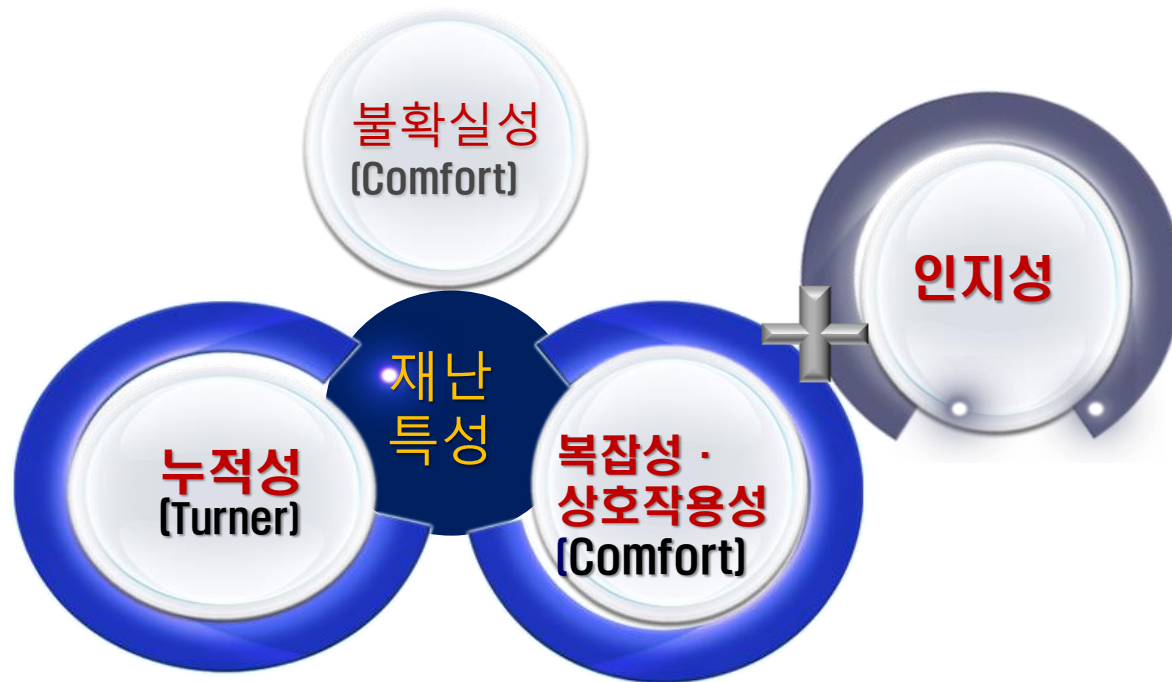 불확실성
(Comfort)
인지성
재난
특성
누적성
(Turner)
복잡성 ·
상호작용성
(Comfort)